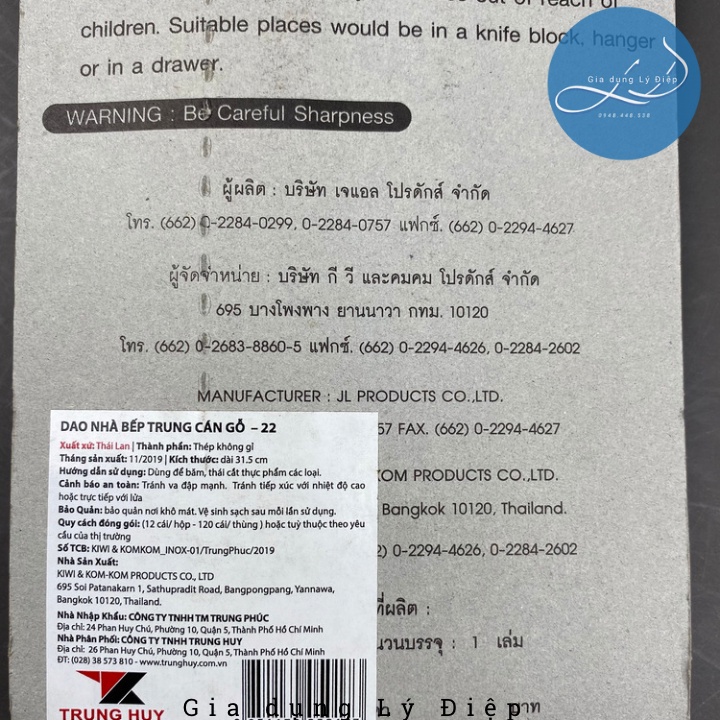 children. Suitable places would be in a knife block, hanger
or in a drawer.
Gia dụng Lý Điệp
0948.448.538
WARNING : Be Careful Sharpness
ผู้ผลิต : บริษัท เจแอล โปรดักส์ จำกัด
โทร. (662) 0-2284-0299, 0-2284-0757 แฟกซ์. (662) 0-2294-4627
ผู้จัดจำหน่าย : บริษัท กี วี และคมคม โปรดักส์ จำกัด
695 บางโพงพาง ยานนาวา กทม. 10120
โทร. (662) 0-2683-8860-5 แฟกซ์. (662) 0-2294-4626, 0-2284-2602
MANUFACTURER : JL PRODUCTS CO.,LTD.
57 FAX. (662) 0-2294-4627
KOM-KOM PRODUCTS CO.,LTD.
Bangkok 10120, Thailand.
0-2294-4626, 0-2284-2602
ที่ผลิต :
นวนบรรจุ : 1 เล่ม
บาท
DAO NHÀ BẾP TRUNG CÁN GỖ – 22
Xuất xứ: Thái Lan | Thành phần: Thép không gỉ
Tháng sản xuất: 11/2019 | Kích thước: dài 31.5 cm
Hướng dẫn sử dụng: Dùng để băm, thái cắt thực phẩm các loại.
Cảnh báo an toàn: Tránh va đập mạnh. Tránh tiếp xúc với nhiệt độ cao
hoặc trực tiếp với lửa
Bảo Quản: bảo quản nơi khô mát. Vệ sinh sạch sau mỗi lần sử dụng.
Quy cách đóng gói: (12 cái/ hộp - 120 cái/ thùng ) hoặc tuỳ thuộc theo yêu
cầu của thị trường
Số TCB: KIWI & KOMKOM_INOX-01/TrungPhuc/2019
Nhà Sản Xuất:
KIWI & KOM-KOM PRODUCTS CO., LTD
695 Soi Patanakarn 1, Sathupradit Road, Bangpongpang, Yannawa,
Bangkok 10120, Thailand.
Nhà Nhập Khẩu: CÔNG TY TNHH TM TRUNG PHÚC
Địa chỉ: 24 Phan Huy Chú, Phường 10, Quận 5, Thành Phố Hồ Chí Minh
Nhà Phân Phối: CÔNG TY TNHH TRUNG HUY
Địa chỉ: 26 Phan Huy Chú, Phường 10, Quận 5, Thành Phố Hồ Chí Minh
ĐT: (028) 38 573 810 - www.trunghuy.com.vn
TRUNG HUY
Gia dụng Lý Điệp